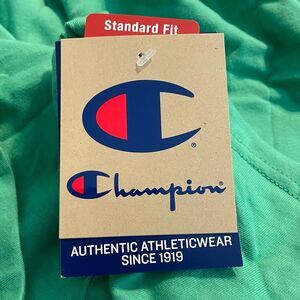 Standard Fit
Champion®
AUTHENTIC ATHLETICWEAR
SINCE 1919